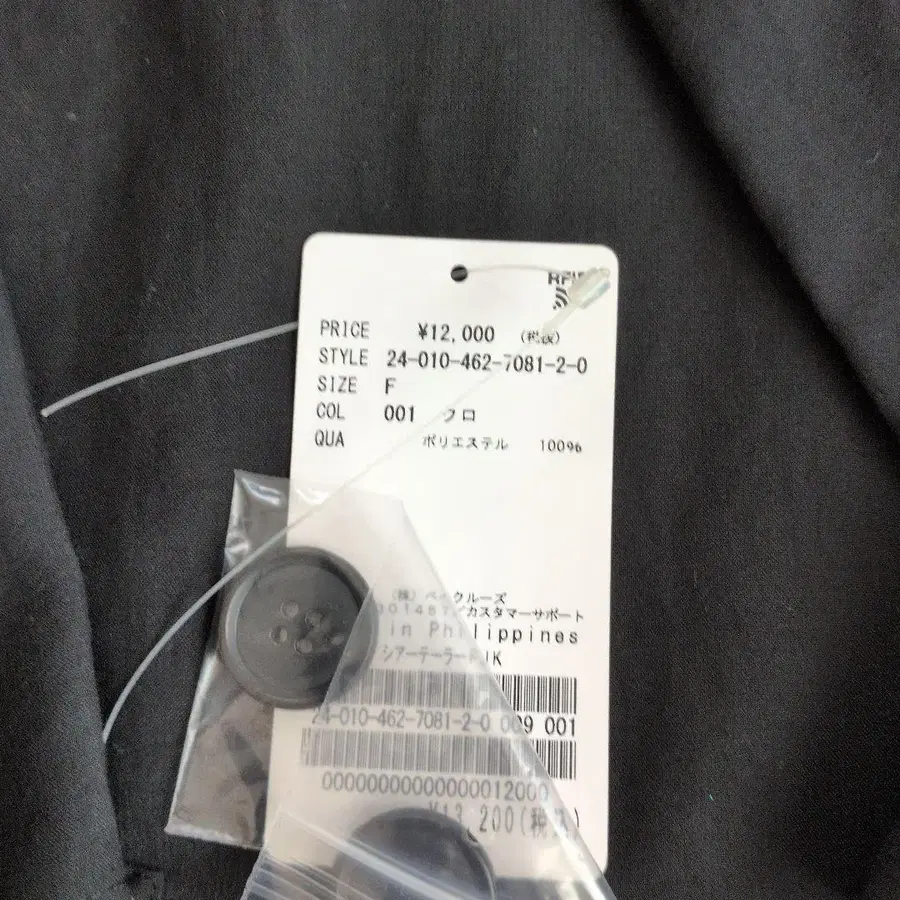 RFID
PRICE ¥12,000 (税抜)
STYLE 24-010-462-7081-2-0
SIZE F
COL 001 クロ
QUA ポリエステル 100%
(株) ベイクルーズ
カスタマーサポート
in Philippines
シアーテーラードJK
24-010-462-7081-2-0 009 001
00000000000000012000
¥13,200(税込)